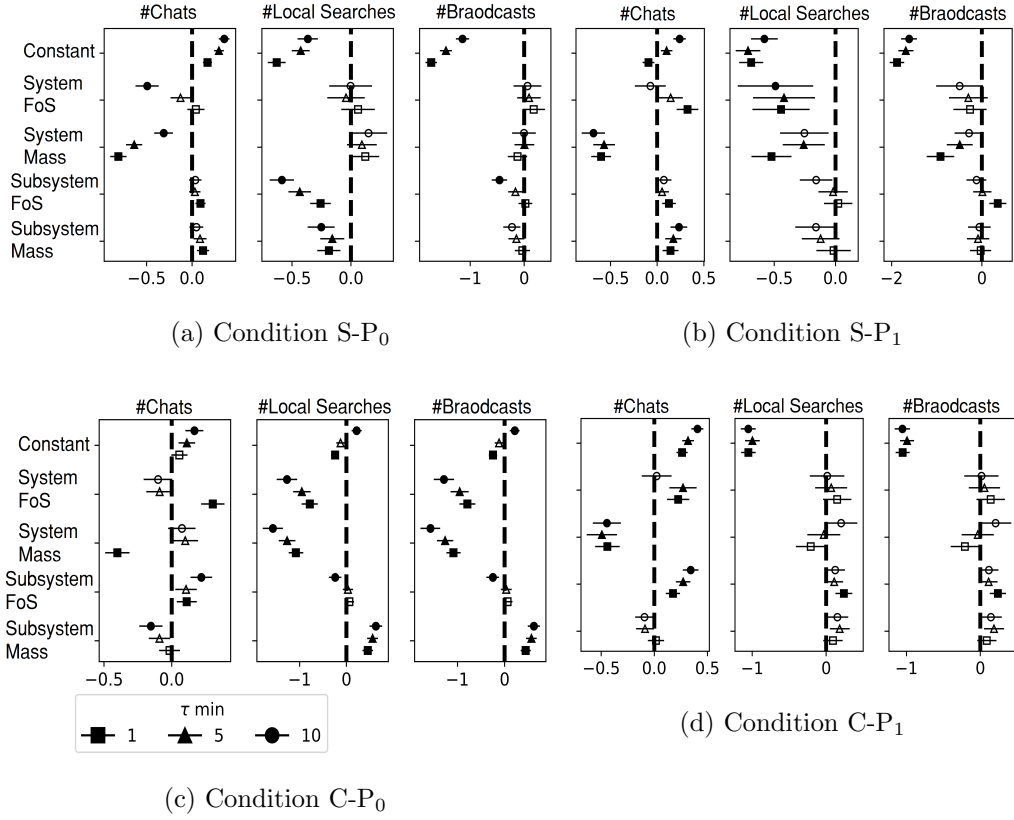 #Chats #Local Searches #Braodcasts #Chats #Local Searches #Braodcasts
Constant
System
FoS
System
Mass
Subsystem
FoS
Subsystem
Mass
−0.5 0.0 −0.5 0.0 −1 0 0.0 0.5 −0.5 0.0 −2 0
(a) Condition S-P₀ (b) Condition S-P₁
#Chats #Local Searches #Braodcasts #Chats #Local Searches #Braodcasts
Constant
System
FoS
System
Mass
Subsystem
FoS
Subsystem
Mass
−0.5 0.0 −1 0 −1 0 −0.5 0.0 0.5 −1 0 −1 0
τ min
1 5 10
(d) Condition C-P₁
(c) Condition C-P₀